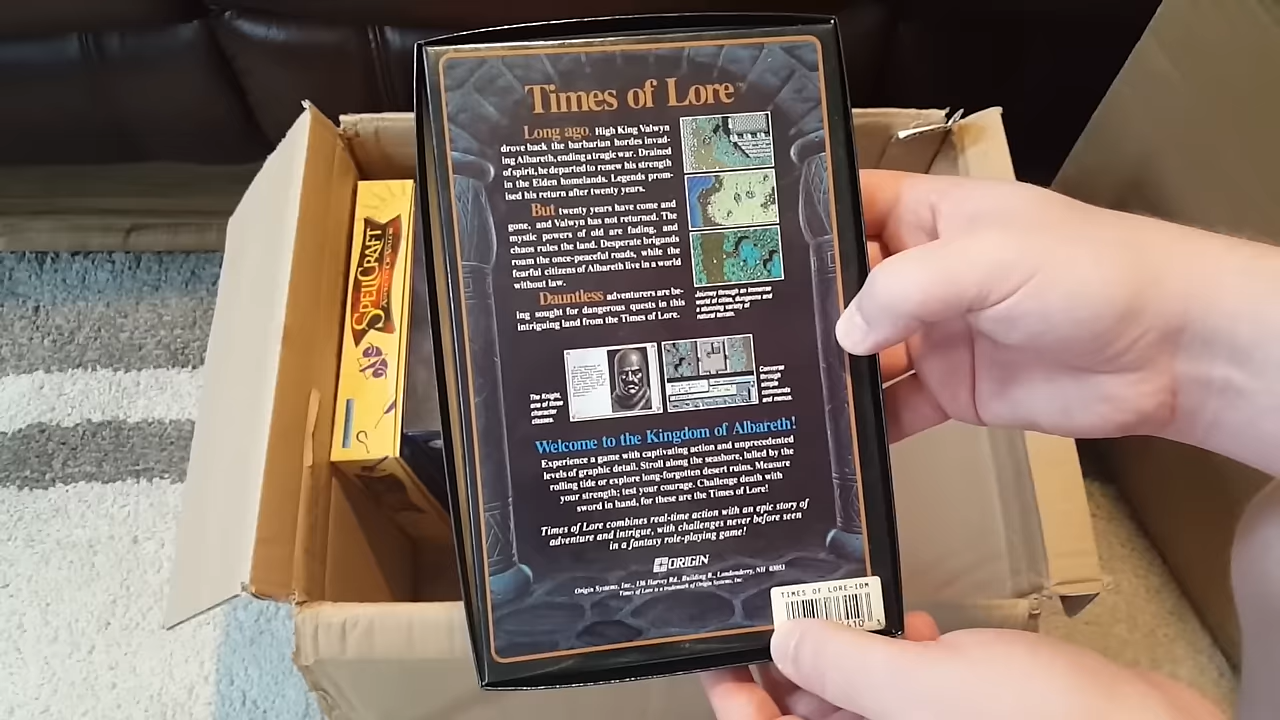 Times of Lore™
Long ago, High King Valwyn
drove back the barbarian hordes invad-
ing Albareth, ending a tragic war. Drained
of spirit, he departed to renew his strength
in the Elden homelands. Legends prom-
ised his return after twenty years.
But twenty years have come and
gone, and Valwyn has not returned. The
mystic powers of old are fading, and
chaos rules the land. Desperate brigands
roam the once-peaceful roads, while the
fearful citizens of Albareth live in a world
without law.
Dauntless adventurers are be-
ing sought for dangerous quests in this
intriguing land from the Times of Lore.
Journey through an immense
world of cities, dungeons and
a stunning variety of
natural terrain.
The Knight,
one of three
character
classes.
Converse
through
simple
commands
and menus.
Welcome to the Kingdom of Albareth!
Experience a game with captivating action and unprecedented
levels of graphic detail. Stroll along the seashore, lulled by the
rolling tide or explore long-forgotten desert ruins. Measure
your strength; test your courage. Challenge death with
sword in hand, for these are the Times of Lore!
Times of Lore combines real-time action with an epic story of
adventure and intrigue, with challenges never before seen
in a fantasy role-playing game!
ORIGIN
Origin Systems, Inc., 136 Harvey Rd., Building B., Londonderry, NH 03053
Times of Lore is a trademark of Origin Systems, Inc.
TIMES OF LORE-IBM
SPELLCRAFT